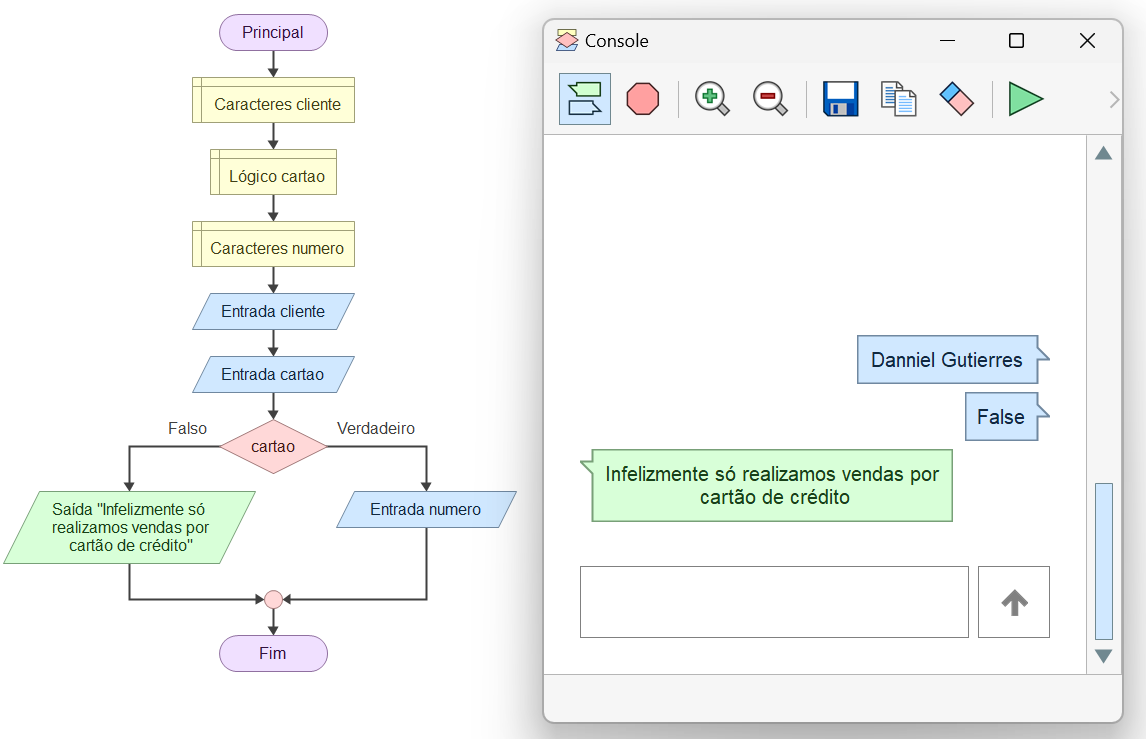 Principal
Caracteres cliente
Lógico cartao
Caracteres numero
Entrada cliente
Entrada cartao
Falso
Verdadeiro
cartao
Saída "Infelizmente só
realizamos vendas por
cartão de crédito"
Entrada numero
Fim
Console
Danniel Gutierres
False
Infelizmente só realizamos vendas por
cartão de crédito